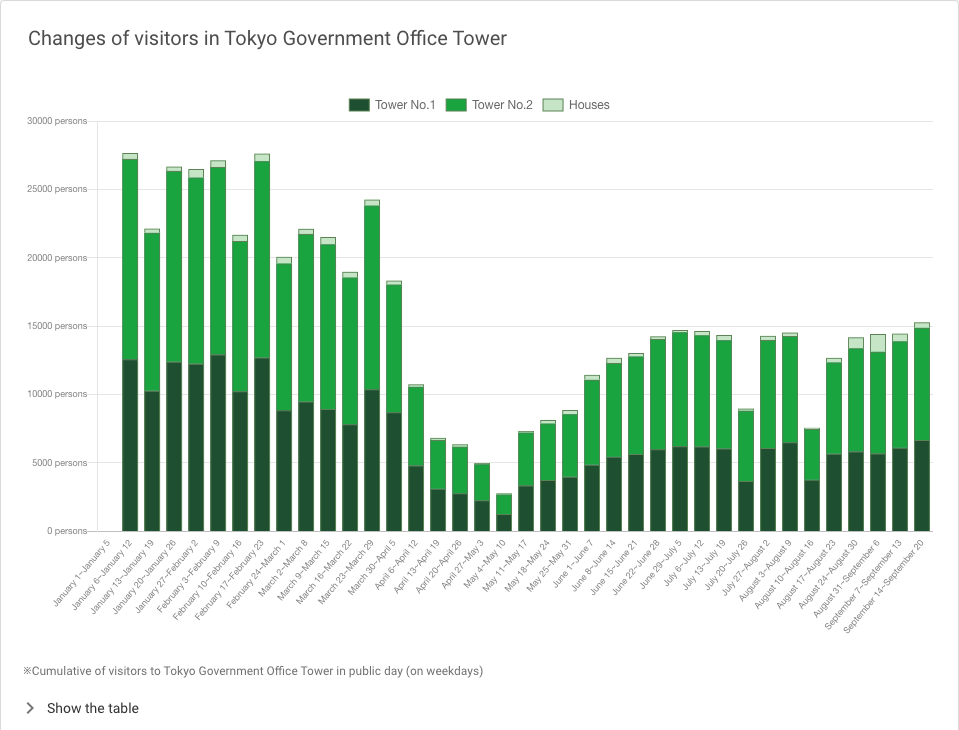 Changes of visitors in Tokyo Government Office Tower
Tower No.1 Tower No.2 Houses
30000 persons
25000 persons
20000 persons
15000 persons
10000 persons
5000 persons
0 persons
January 1~January 5
January 6~January 12
January 13~January 19
January 20~January 26
January 27~February 2
February 3~February 9
February 10~February 16
February 17~February 23
February 24~March 1
March 2~March 8
March 9~March 15
March 16~March 22
March 23~March 29
March 30~April 5
April 6~April 12
April 13~April 19
April 20~April 26
April 27~May 3
May 4~May 10
May 11~May 17
May 18~May 24
May 25~May 31
June 1~June 7
June 8~June 14
June 15~June 21
June 22~June 28
June 29~July 5
July 6~July 12
July 13~July 19
July 20~July 26
July 27~August 2
August 3~August 9
August 10~August 16
August 17~August 23
August 24~August 30
August 31~September 6
September 7~September 13
September 14~September 20
※Cumulative of visitors to Tokyo Government Office Tower in public day (on weekdays)
Show the table